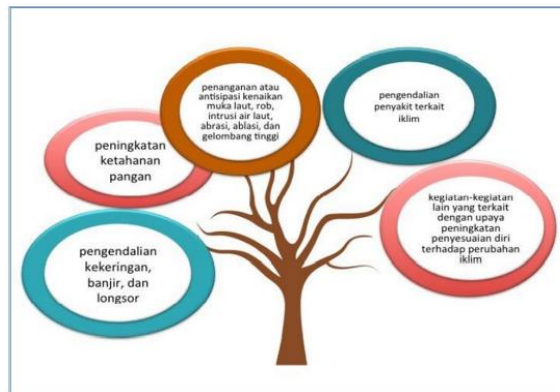 penanganan atau
antisipasi kenaikan
muka laut, rob,
intrusi air laut,
abrasi, ablasi, dan
gelombang tinggi
pengendalian
penyakit terkait
iklim
peningkatan
ketahanan
pangan
kegiatan-kegiatan
lain yang terkait
dengan upaya
peningkatan
penyesuaian diri
terhadap perubahan
iklim
pengendalian
kekeringan,
banjir, dan
longsor